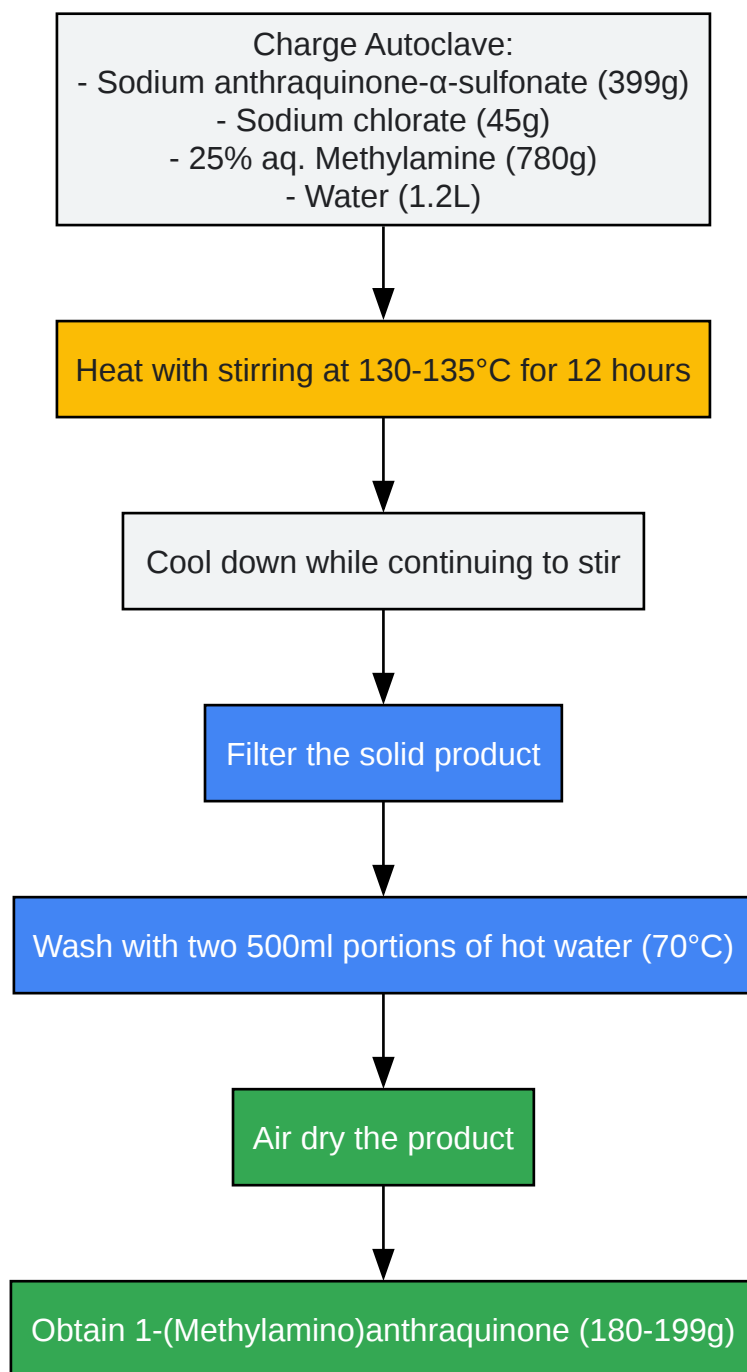 Charge Autoclave:
- Sodium anthraquinone-α-sulfonate (399g)
- Sodium chlorate (45g)
- 25% aq. Methylamine (780g)
- Water (1.2L)
Heat with stirring at 130-135°C for 12 hours
Cool down while continuing to stir
Filter the solid product
Wash with two 500ml portions of hot water (70°C)
Air dry the product
Obtain 1-(Methylamino)anthraquinone (180-199g)